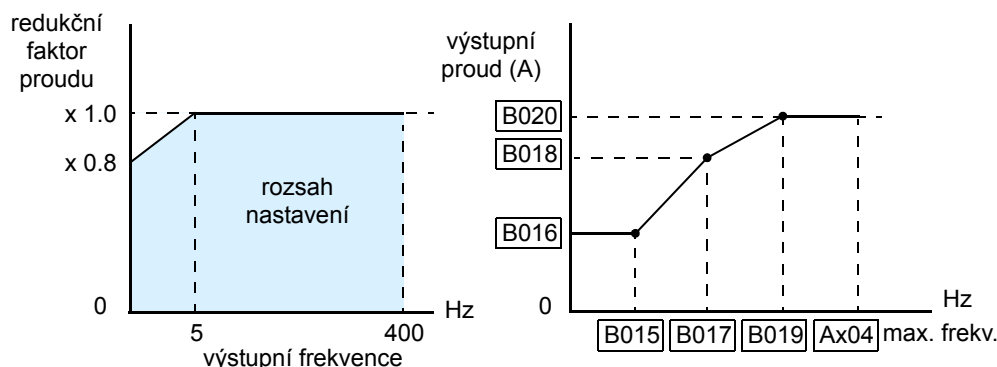 redukční
faktor
proudu
x 1.0
x 0.8
rozsah
nastavení
0
Hz
5
400
výstupní frekvence
výstupní
proud (A)
B020
B018
B016
0
Hz
B015
B017
B019
Ax04
max. frekv.